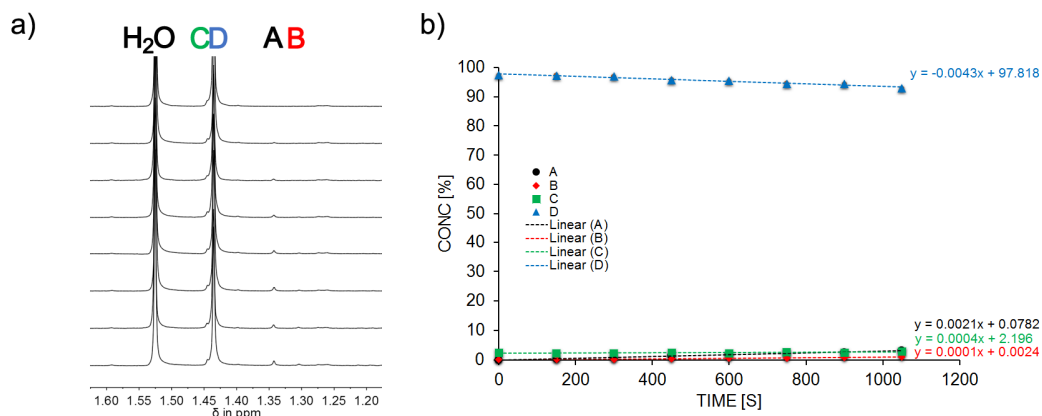 a)
H2O CD A B
1.60 1.55 1.50 1.45 1.40 1.35 1.30 1.25 1.20
δ in ppm
b)
CONC [%]
100
90
80
70
60
50
40
30
20
10
0
y = -0.0043x + 97.818
A
B
C
D
Linear (A)
Linear (B)
Linear (C)
Linear (D)
y = 0.0021x + 0.0782
y = 0.0004x + 2.196
y = 0.0001x + 0.0024
0 200 400 600 800 1000 1200
TIME [S]